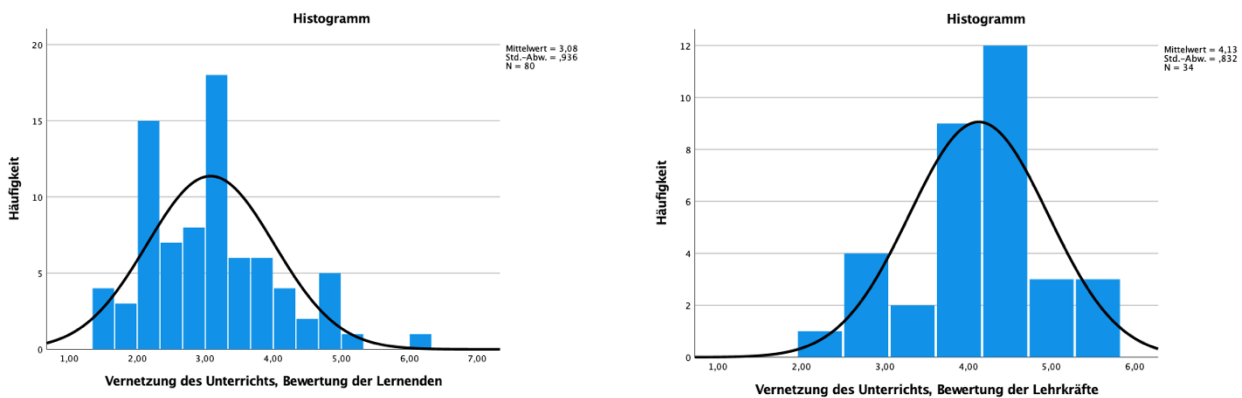 Histogramm
Mittelwert = 3,08
Std.-Abw. = ,936
N = 80
20
15
10
5
0
Häufigkeit
1,00 2,00 3,00 4,00 5,00 6,00 7,00
Vernetzung des Unterrichts, Bewertung der Lernenden
Histogramm
Mittelwert = 4,13
Std.-Abw. = ,832
N = 34
12
10
8
6
4
2
0
Häufigkeit
1,00 2,00 3,00 4,00 5,00 6,00
Vernetzung des Unterrichts, Bewertung der Lehrkräfte